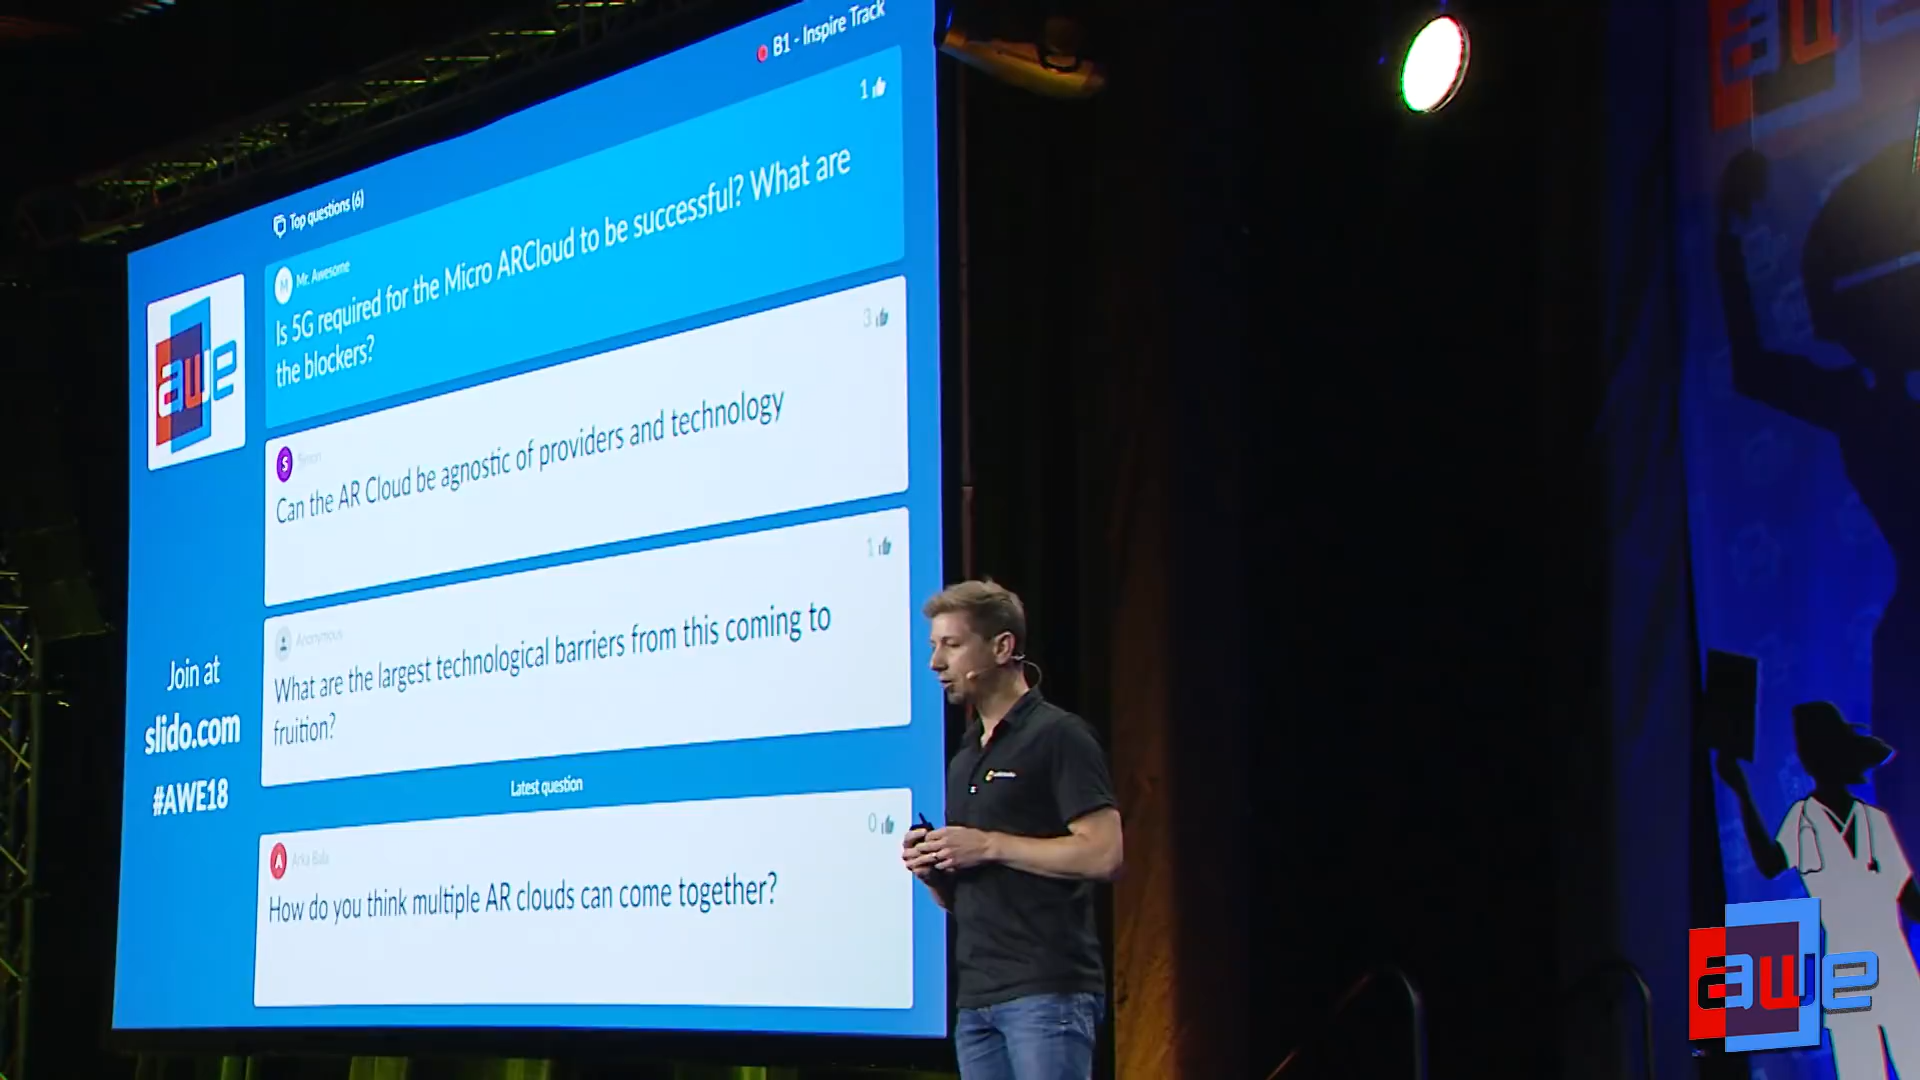 B1 - Inspire Track
Top questions (6)
1
M
Mr. Awesome
Is 5G required for the Micro ARCloud to be successful? What are
the blockers?
3
S
Can the AR Cloud be agnostic of providers and technology
1
Anonymous
What are the largest technological barriers from this coming to
fruition?
Latest question
0
A
Arka Bala
How do you think multiple AR clouds can come together?
awe
Join at
slido.com
#AWE18
awe
awe